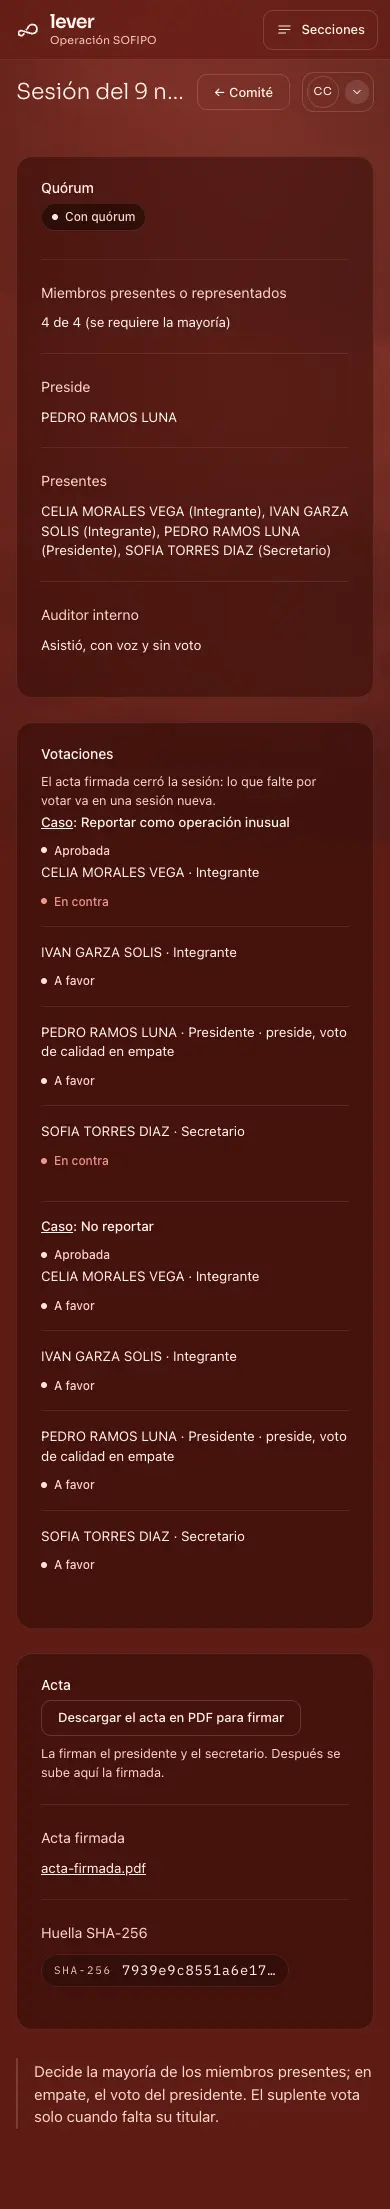 lever
Operación SOFIPO
Secciones
Sesión del 9 n...
← Comité
CC
Quórum
Con quórum
Miembros presentes o representados
4 de 4 (se requiere la mayoría)
Preside
PEDRO RAMOS LUNA
Presentes
CELIA MORALES VEGA (Integrante), IVAN GARZA
SOLIS (Integrante), PEDRO RAMOS LUNA
(Presidente), SOFIA TORRES DIAZ (Secretario)
Auditor interno
Asistió, con voz y sin voto
Votaciones
El acta firmada cerró la sesión: lo que falte por
votar va en una sesión nueva.
Caso: Reportar como operación inusual
Aprobada
CELIA MORALES VEGA · Integrante
En contra
IVAN GARZA SOLIS · Integrante
A favor
PEDRO RAMOS LUNA · Presidente · preside, voto
de calidad en empate
A favor
SOFIA TORRES DIAZ · Secretario
En contra
Caso: No reportar
Aprobada
CELIA MORALES VEGA · Integrante
A favor
IVAN GARZA SOLIS · Integrante
A favor
PEDRO RAMOS LUNA · Presidente · preside, voto
de calidad en empate
A favor
SOFIA TORRES DIAZ · Secretario
A favor
Acta
Descargar el acta en PDF para firmar
La firman el presidente y el secretario. Después se
sube aquí la firmada.
Acta firmada
acta-firmada.pdf
Huella SHA-256
SHA-256 7939e9c8551a6e17…
Decide la mayoría de los miembros presentes; en
empate, el voto del presidente. El suplente vota
solo cuando falta su titular.